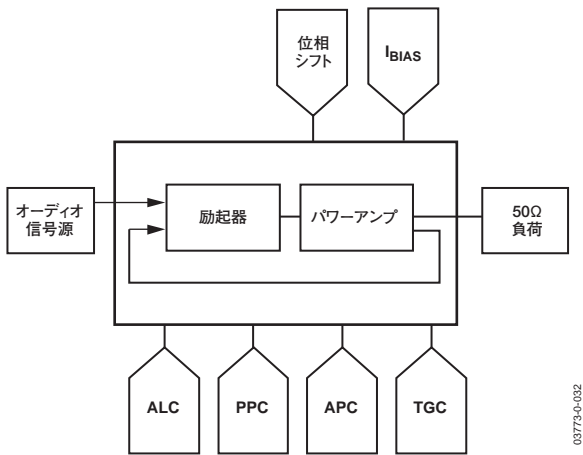 位相
シフト
I_BIAS
オーディオ
信号源
励起器
パワーアンプ
50Ω
負荷
ALC
PPC
APC
TGC
03773-0-032